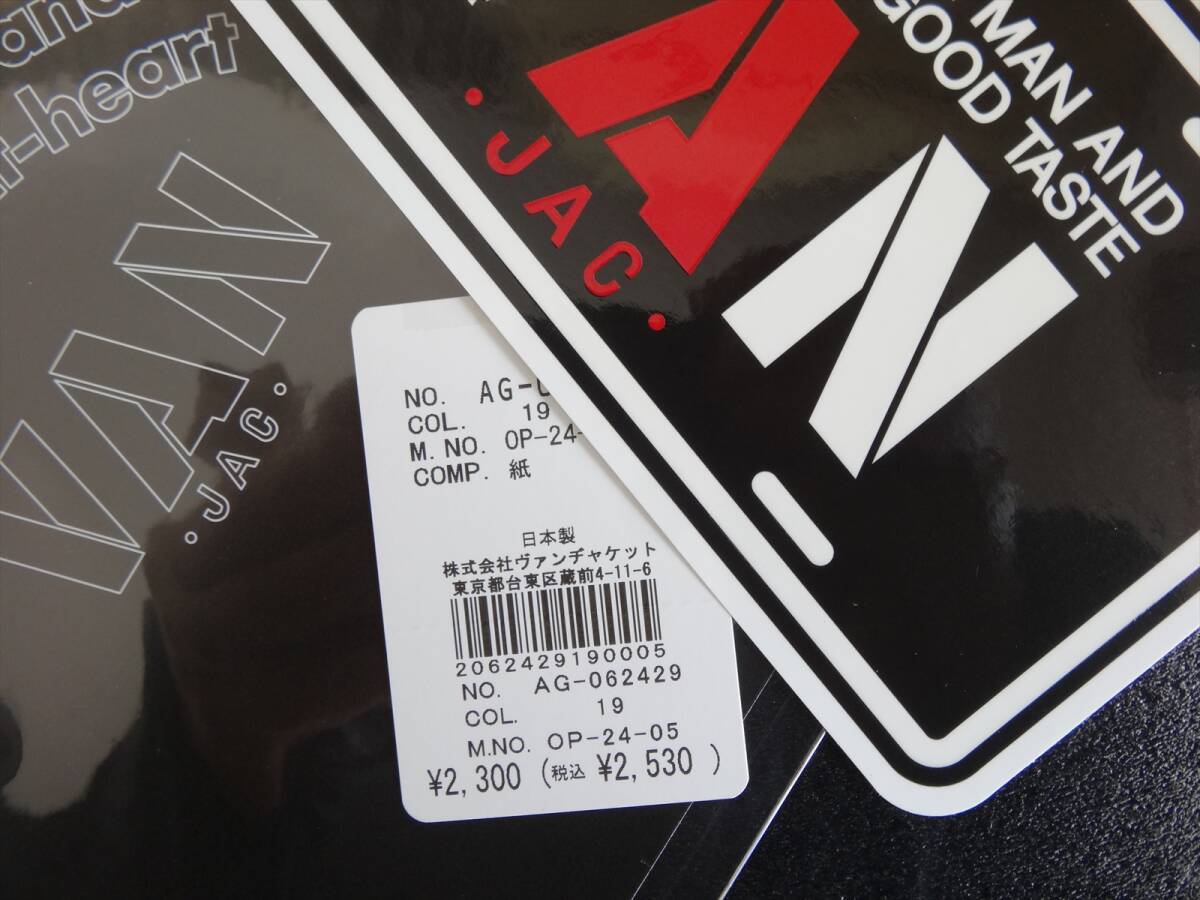 and
-heart
VAN
·JAC·
MAN AND
GOOD TASTE
AN
·JAC·
NO. AG-0
COL. 19
M.NO. OP-24-
COMP. 紙
日本製
株式会社ヴァンヂャケット
東京都台東区蔵前4-11-6
2062429190005
NO. AG-062429
COL. 19
M.NO. OP-24-05
¥2,300 (税込 ¥2,530 )